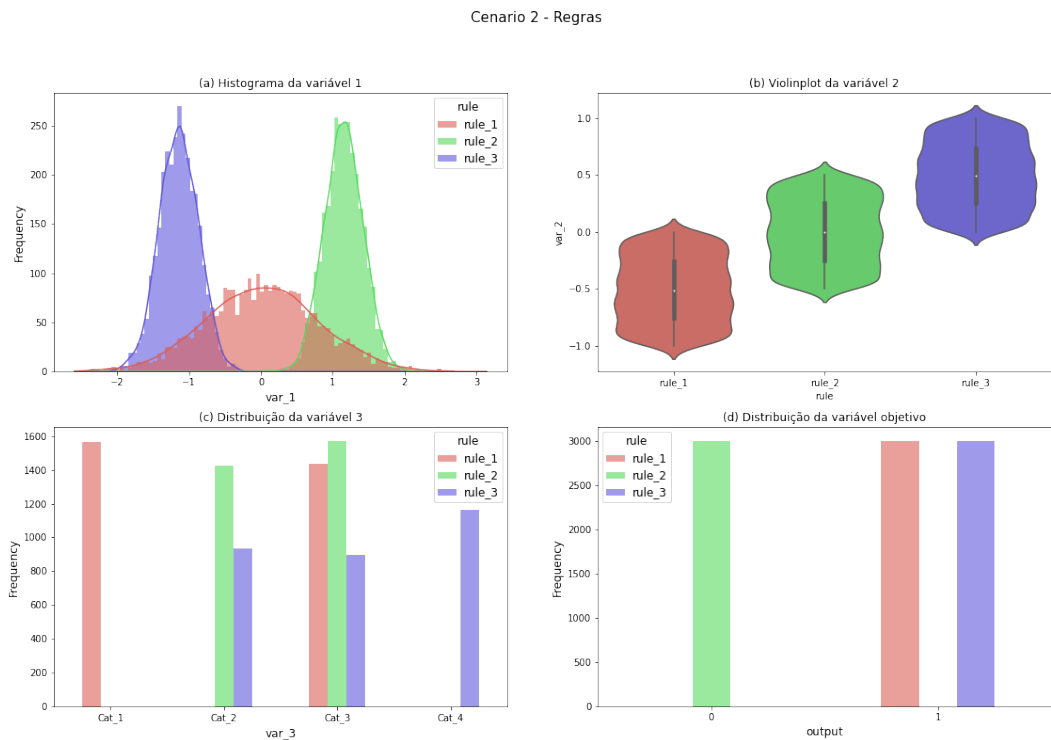 Cenario 2 - Regras
(a) Histograma da variável 1
Frequency
250
200
150
100
50
0
rule
rule_1
rule_2
rule_3
−2
−1
0
1
2
3
var_1
(b) Violinplot da variável 2
var_2
1.0
0.5
0.0
−0.5
−1.0
rule_1
rule_2
rule_3
rule
(c) Distribuição da variável 3
Frequency
1600
1400
1200
1000
800
600
400
200
0
rule
rule_1
rule_2
rule_3
Cat_1
Cat_2
Cat_3
Cat_4
var_3
(d) Distribuição da variável objetivo
Frequency
3000
2500
2000
1500
1000
500
0
rule
rule_1
rule_2
rule_3
0
1
output